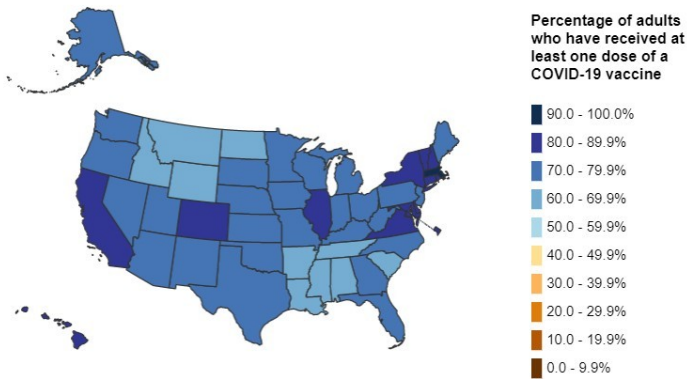 Percentage of adults
who have received at
least one dose of a
COVID-19 vaccine
90.0 - 100.0%
80.0 - 89.9%
70.0 - 79.9%
60.0 - 69.9%
50.0 - 59.9%
40.0 - 49.9%
30.0 - 39.9%
20.0 - 29.9%
10.0 - 19.9%
0.0 - 9.9%